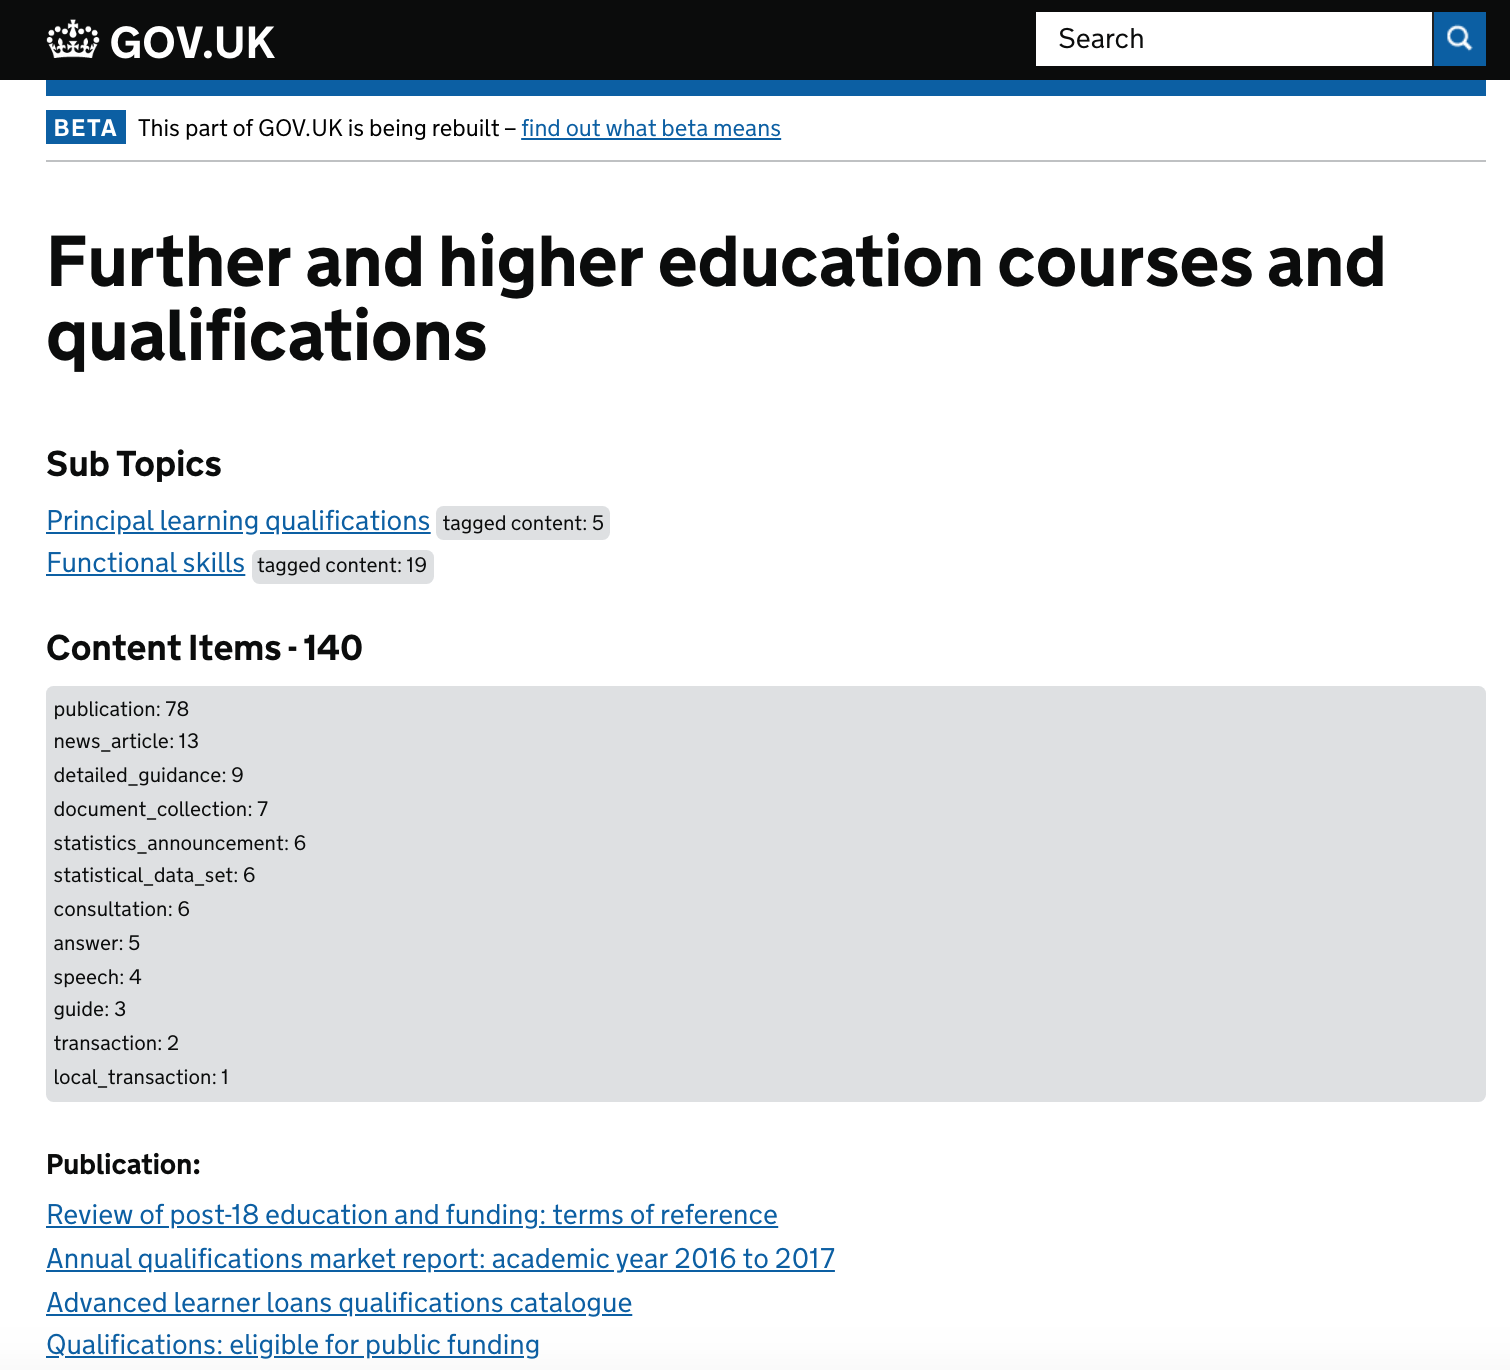 GOV.UK
Search
BETA This part of GOV.UK is being rebuilt – find out what beta means
Further and higher education courses and
qualifications
Sub Topics
Principal learning qualifications tagged content: 5
Functional skills tagged content: 19
Content Items - 140
publication: 78
news_article: 13
detailed_guidance: 9
document_collection: 7
statistics_announcement: 6
statistical_data_set: 6
consultation: 6
answer: 5
speech: 4
guide: 3
transaction: 2
local_transaction: 1
Publication:
Review of post-18 education and funding: terms of reference
Annual qualifications market report: academic year 2016 to 2017
Advanced learner loans qualifications catalogue
Qualifications: eligible for public funding